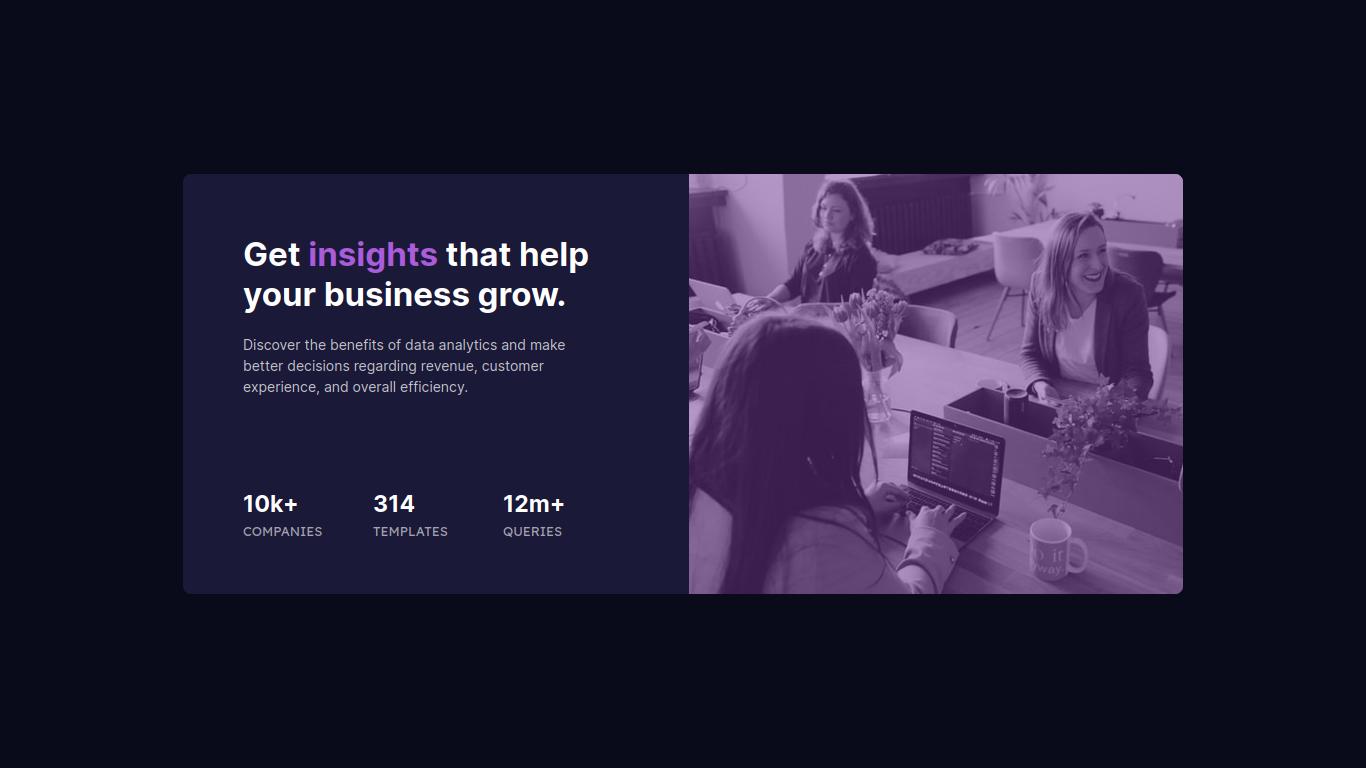 Get insights that help
your business grow.
Discover the benefits of data analytics and make
better decisions regarding revenue, customer
experience, and overall efficiency.
10k+ 314 12m+
COMPANIES TEMPLATES QUERIES